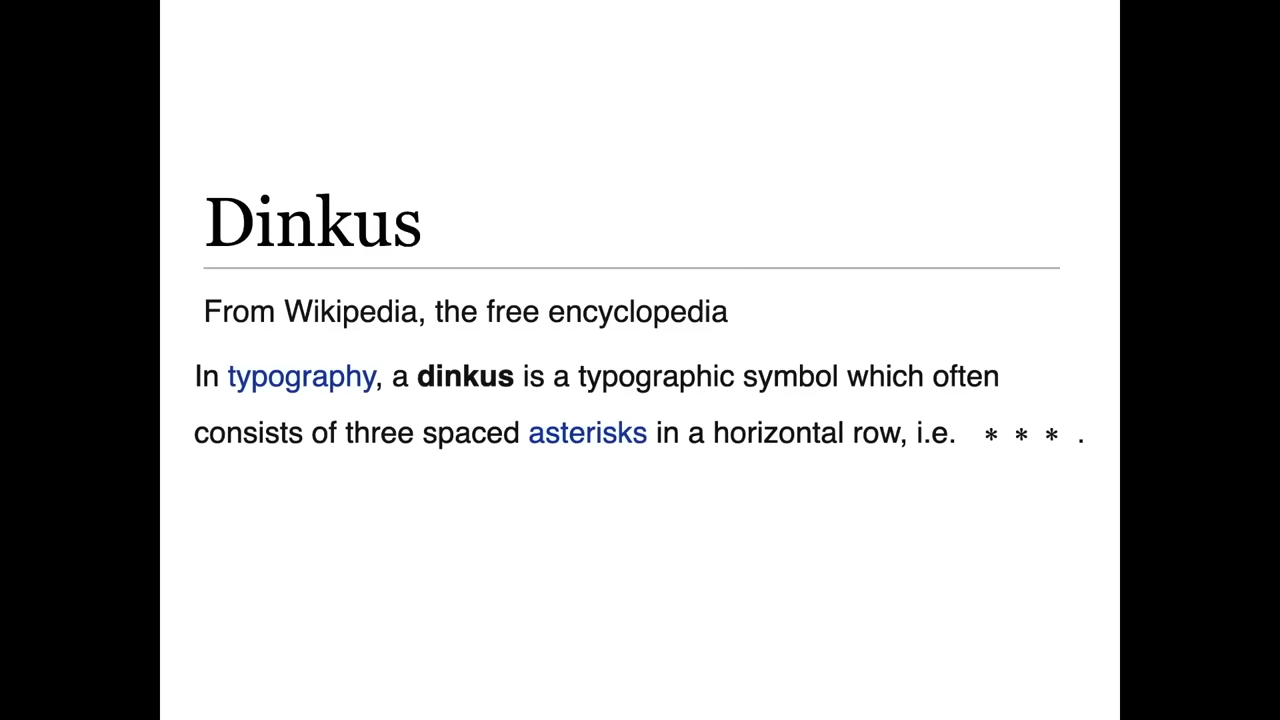 Dinkus
From Wikipedia, the free encyclopedia
In typography, a dinkus is a typographic symbol which often
consists of three spaced asterisks in a horizontal row, i.e. * * * .